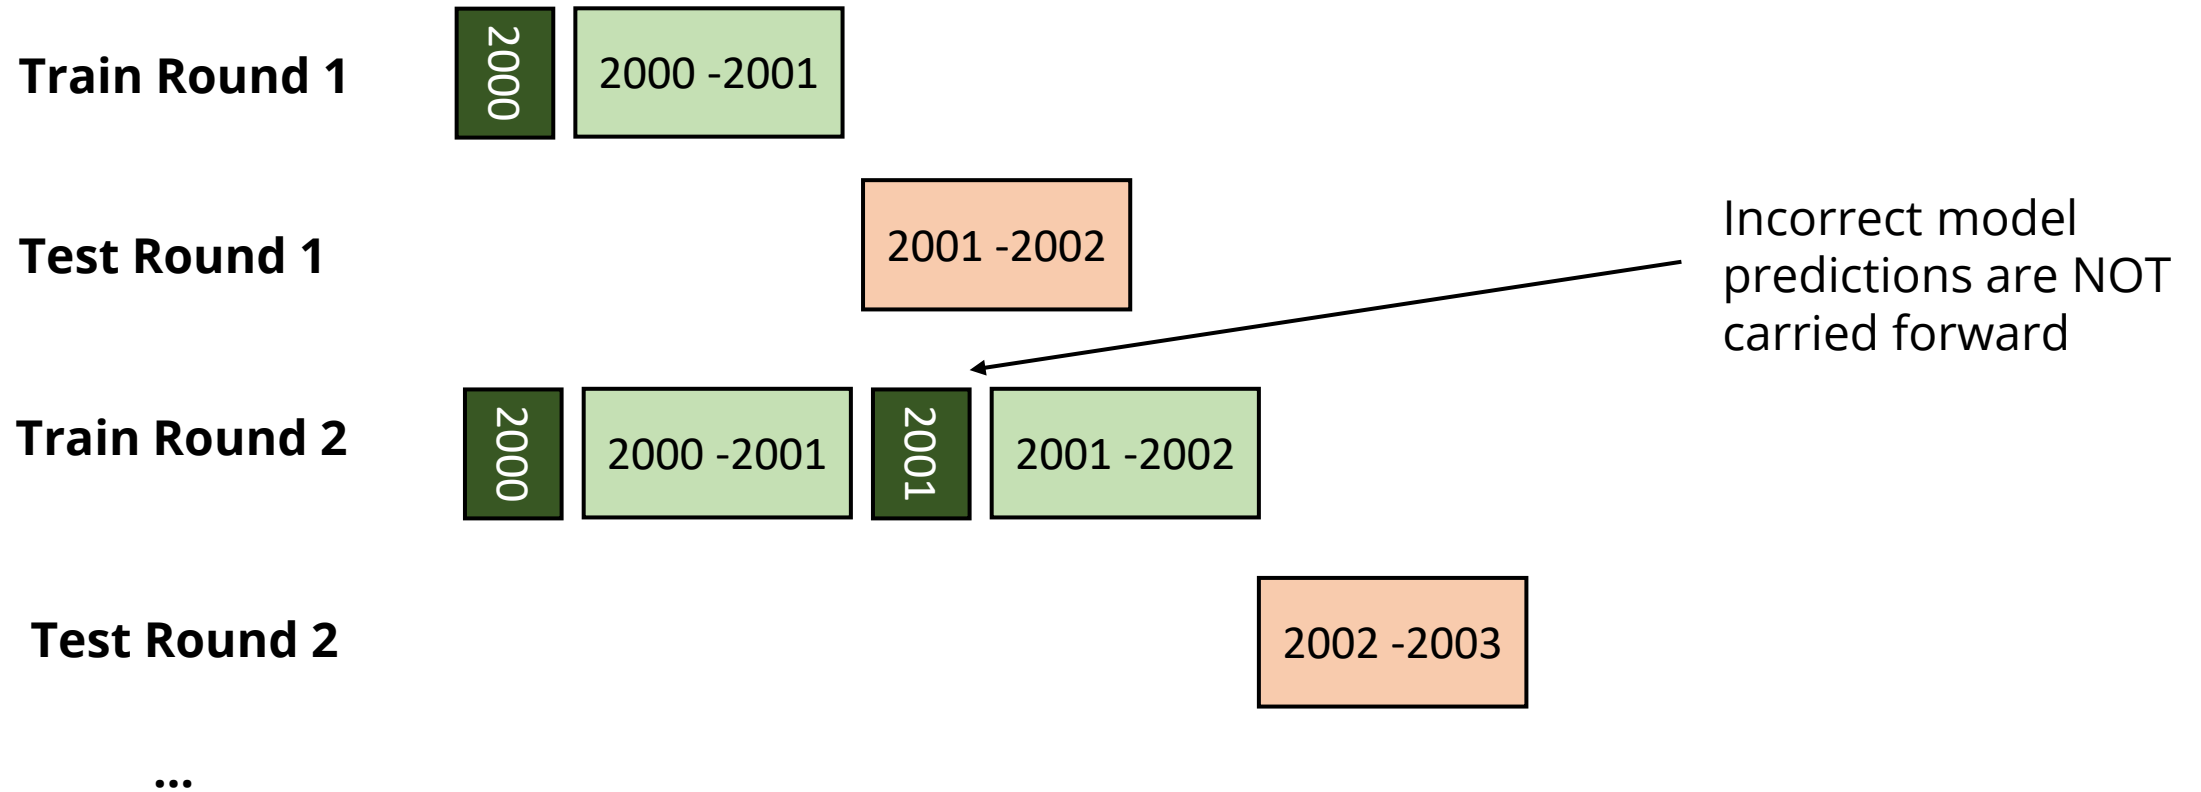 Train Round 1
2000
2000 -2001
Test Round 1
2001 -2002
Incorrect model
predictions are NOT
carried forward
Train Round 2
2000
2000 -2001
2001
2001 -2002
Test Round 2
2002 -2003
...